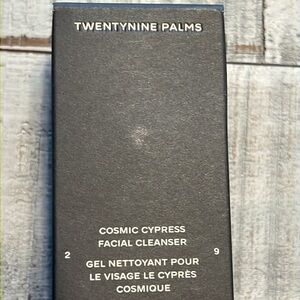 TWENTYNINE PALMS
COSMIC CYPRESS
FACIAL CLEANSER
2 9
GEL NETTOYANT POUR
LE VISAGE LE CYPRÈS
COSMIQUE